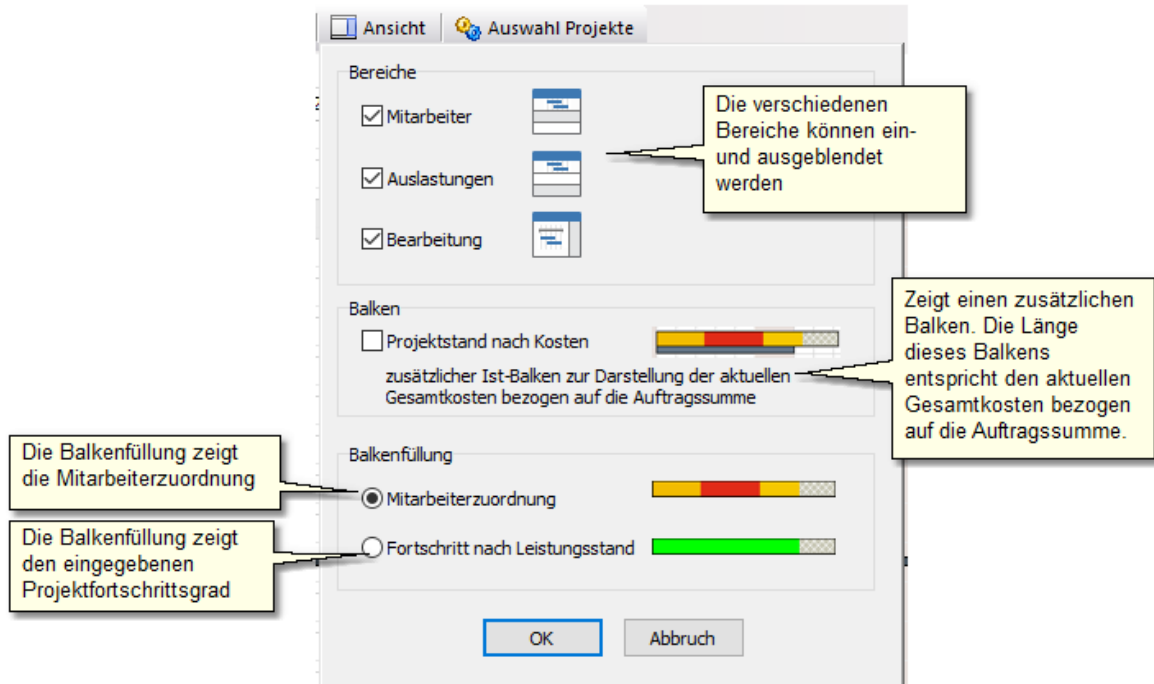 Ansicht
Auswahl Projekte
Bereiche
Mitarbeiter
Auslastungen
Bearbeitung
Die verschiedenen
Bereiche können ein-
und ausgeblendet
werden
Balken
Projektstand nach Kosten
zusätzlicher Ist-Balken zur Darstellung der aktuellen
Gesamtkosten bezogen auf die Auftragssumme
Zeigt einen zusätzlichen
Balken. Die Länge
dieses Balkens
entspricht den aktuellen
Gesamtkosten bezogen
auf die Auftragssumme.
Die Balkenfüllung zeigt
die Mitarbeiterzuordnung
Balkenfüllung
Mitarbeiterzuordnung
Die Balkenfüllung zeigt
den eingegebenen
Projektfortschrittsgrad
Fortschritt nach Leistungsstand
OK
Abbruch